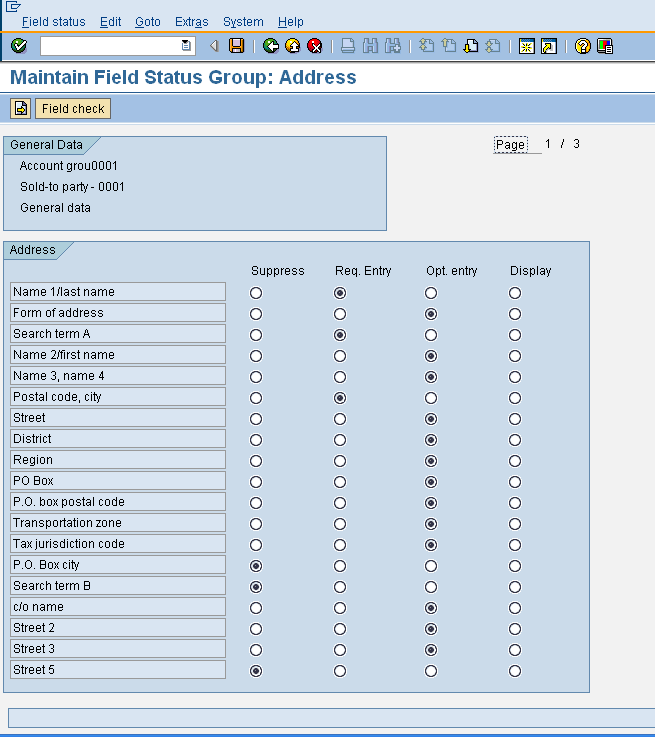 Field status Edit Goto Extras System Help
Maintain Field Status Group: Address
Field check
General Data
Page 1 / 3
Account grou0001
Sold-to party - 0001
General data
Address
Suppress Req. Entry Opt. entry Display
Name 1/last name
Form of address
Search term A
Name 2/first name
Name 3, name 4
Postal code, city
Street
District
Region
PO Box
P.O. box postal code
Transportation zone
Tax jurisdiction code
P.O. Box city
Search term B
c/o name
Street 2
Street 3
Street 5